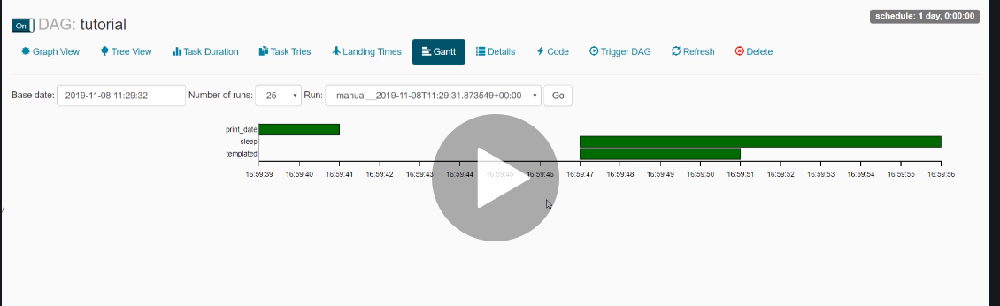 schedule: 1 day, 0:00:00
On DAG: tutorial
Graph View Tree View Task Duration Task Tries Landing Times Gantt Details Code Trigger DAG Refresh Delete
Base date: 2019-11-08 11:29:32 Number of runs: 25 Run: manual__2019-11-08T11:29:31.873549+00:00 Go
print_date
sleep
templated
16:59:39 16:59:40 16:59:41 16:59:42 16:59:43 16:59:44 16:59:45 16:59:46 16:59:47 16:59:48 16:59:49 16:59:50 16:59:51 16:59:52 16:59:53 16:59:54 16:59:55 16:59:56